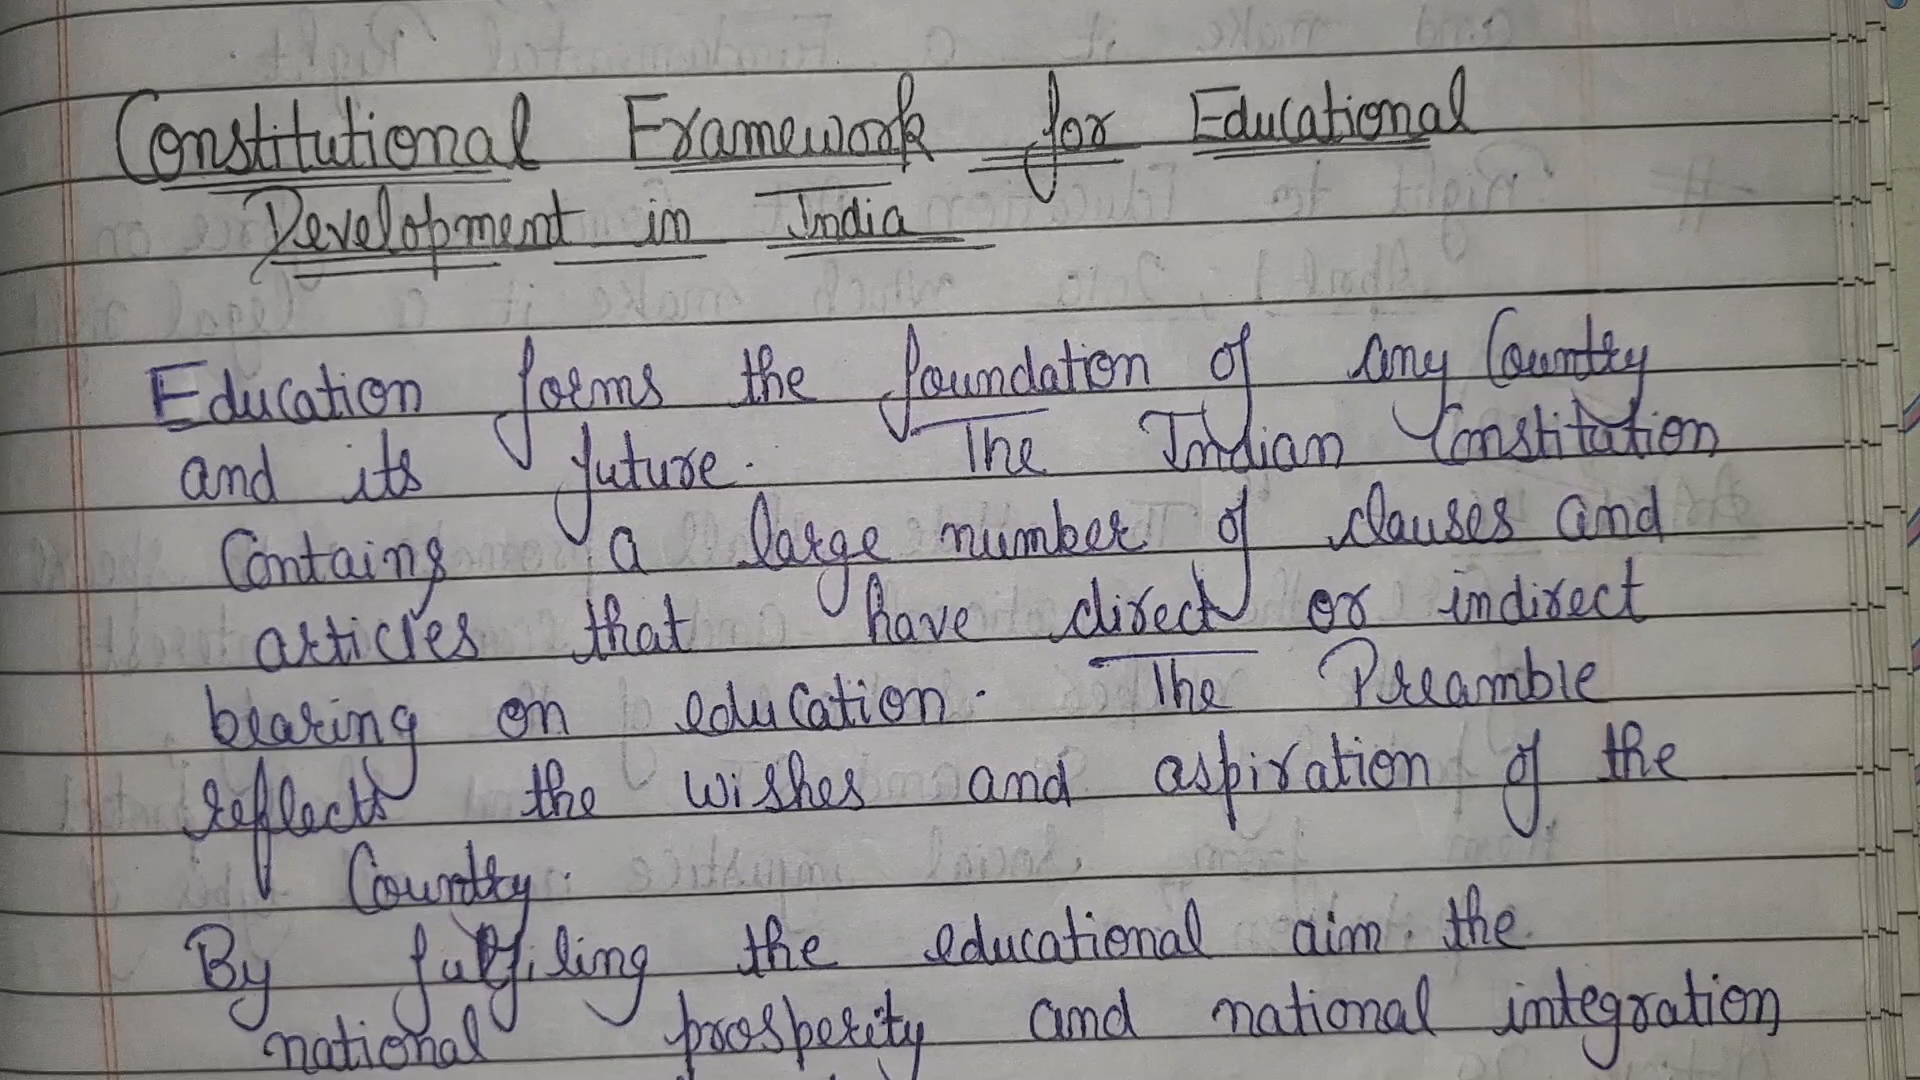 Constitutional Framework for Educational
Development in India
Education forms the foundation of any Country
and its future. The Indian Constitution
Contains a large number of clauses and
articles that have direct or indirect
bearing on education. The Preamble
reflects the wishes and aspiration of the
Country.
By fulfiling the educational aim the
national prosperity and national integration